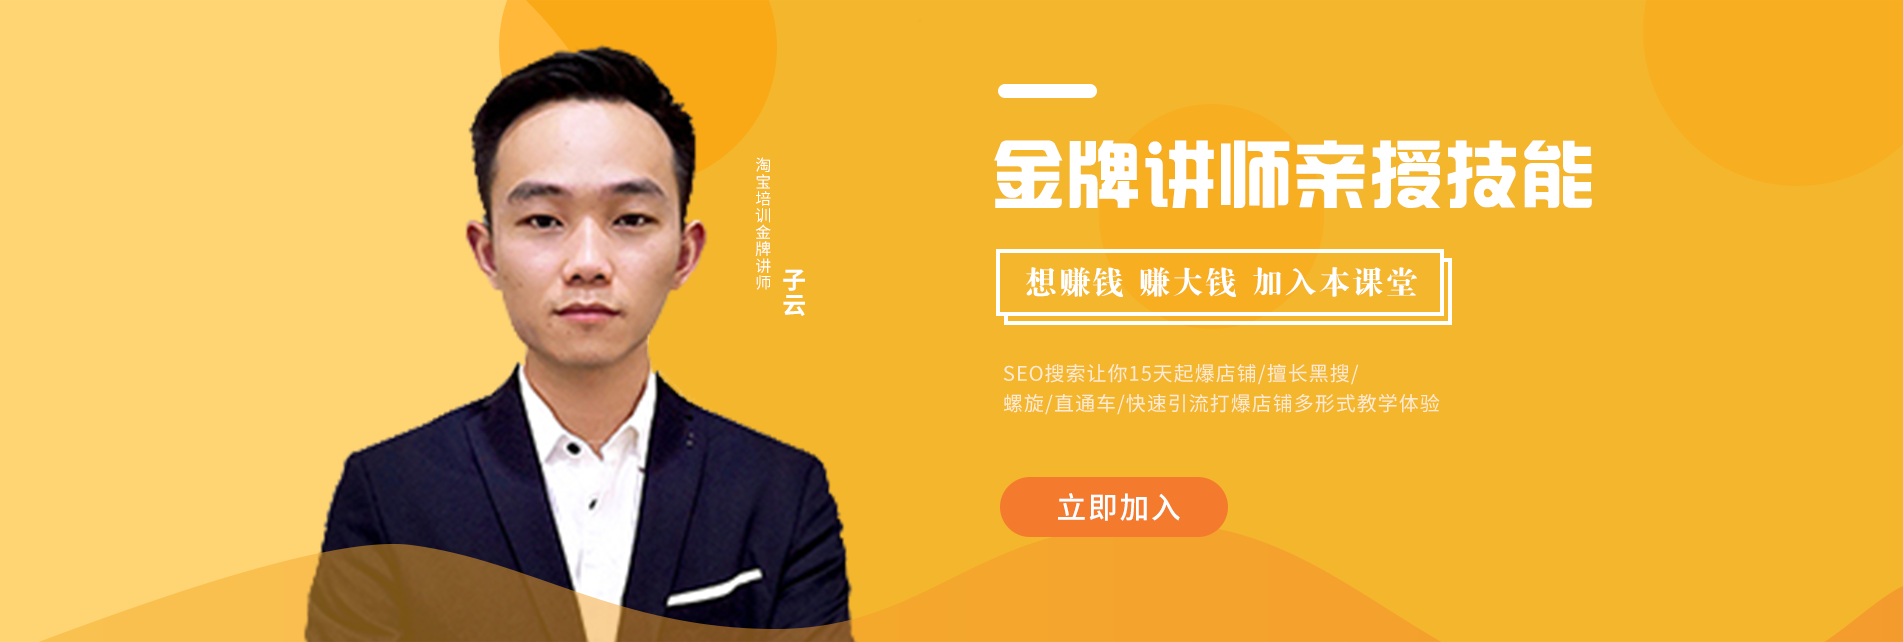 淘宝培训金牌讲师
子云
金牌讲师亲授技能
想赚钱 赚大钱 加入本课堂
SEO搜索让你15天起爆店铺/擅长黑搜/
螺旋/直通车/快速引流打爆店铺多形式教学体验
立即加入